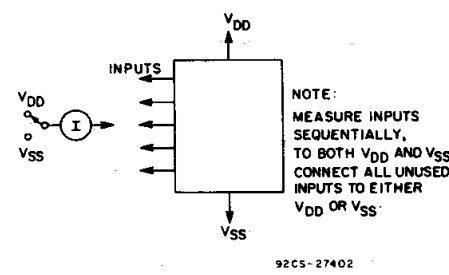 VDD
INPUTS
VDD
I
VSS
NOTE:
MEASURE INPUTS
SEQUENTIALLY,
TO BOTH VDD AND VSS
CONNECT ALL UNUSED
INPUTS TO EITHER
VDD OR VSS.
VSS
92CS-27402